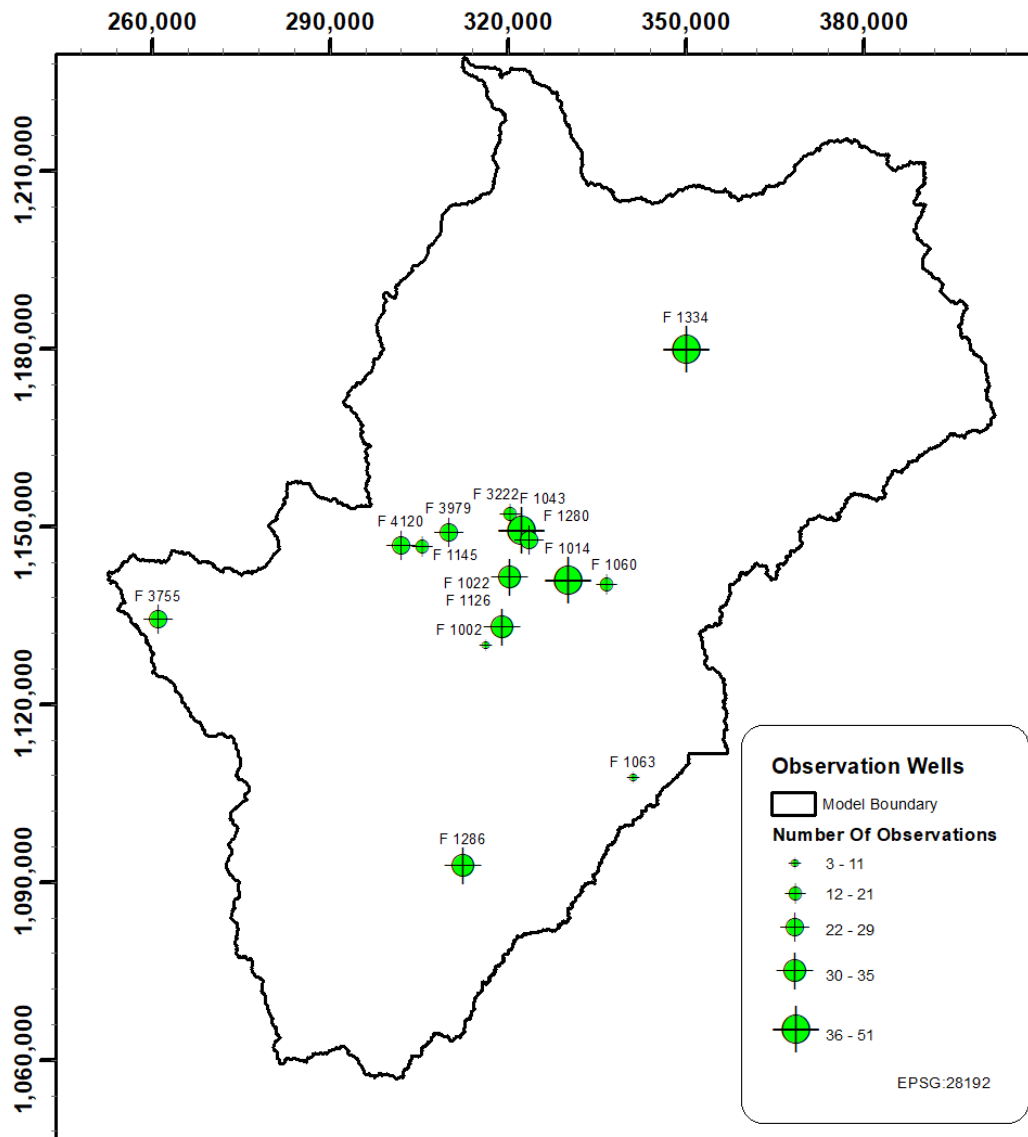 260,000
290,000
320,000
350,000
380,000
1,210,000
1,180,000
1,150,000
1,120,000
1,090,000
1,060,000
F 1334
F 3222
F 1043
F 3979
F 1280
F 4120
F 1145
F 1014
F 1060
F 1022
F 3755
F 1126
F 1002
F 1063
F 1286
Observation Wells
Model Boundary
Number Of Observations
3 - 11
12 - 21
22 - 29
30 - 35
36 - 51
EPSG:28192